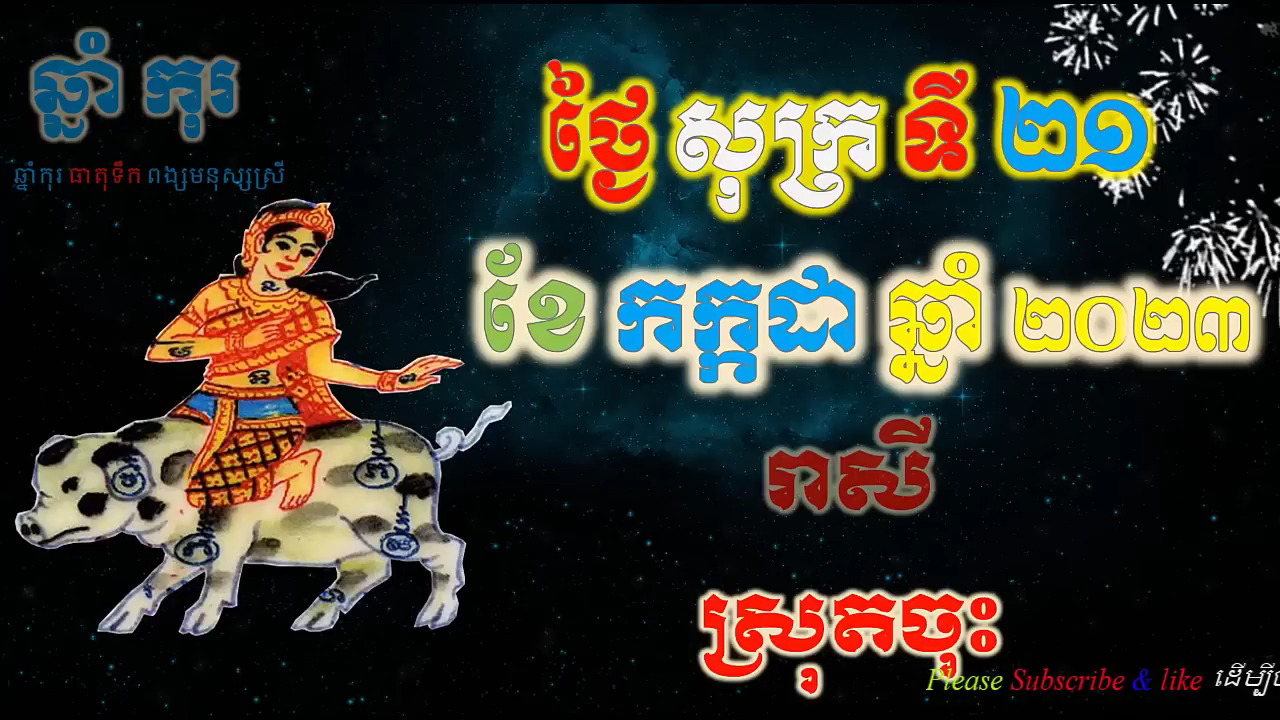 ឆ្នាំ កុរ
ឆ្នាំកុរ ធាតុទឹក ពង្សមនុស្សស្រី
ថ្ងៃ សុក្រ ទី ២១
ខែ កក្កដា ឆ្នាំ ២០២៣
រាសី
ស្រុតចុះ
Please Subscribe & like